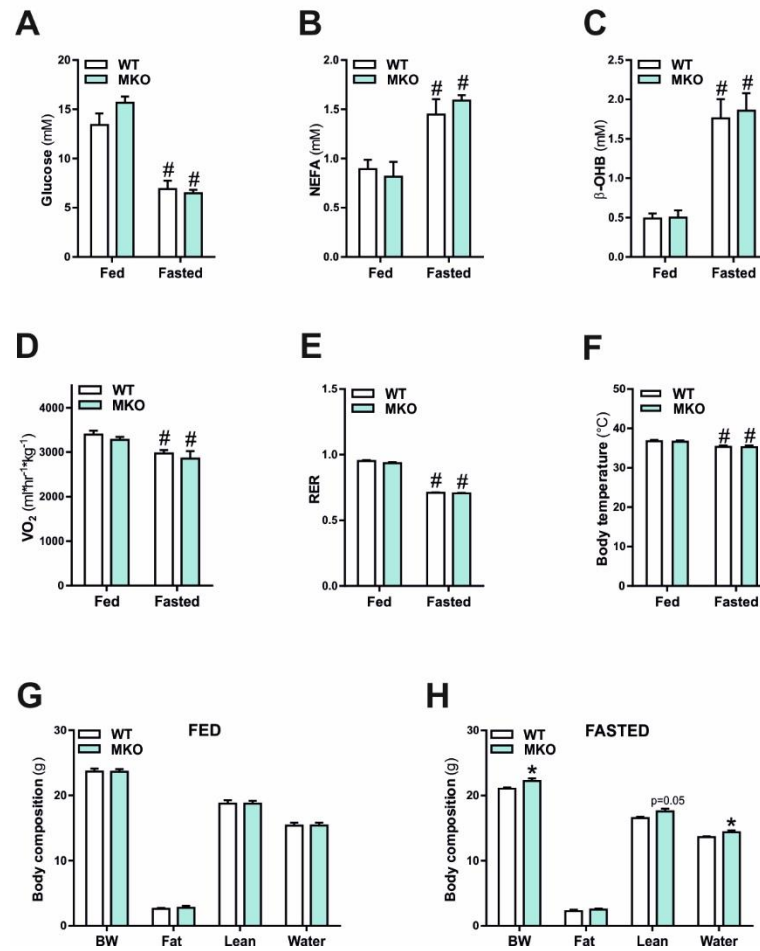 A
WT
MKO
Glucose (mM)
20
15
10
5
0
# #
Fed Fasted
B
WT
MKO
NEFA (mM)
2.0
1.5
1.0
0.5
0.0
# #
Fed Fasted
C
WT
MKO
β-OHB (mM)
2.5
2.0
1.5
1.0
0.5
0.0
# #
Fed Fasted
D
WT
MKO
VO₂ (ml*hr⁻¹*kg⁻¹)
4000
3000
2000
1000
0
# #
Fed Fasted
E
WT
MKO
RER
1.5
1.0
0.5
0.0
# #
Fed Fasted
F
WT
MKO
Body temperature (°C)
50
40
30
20
10
0
# #
Fed Fasted
G
FED
WT
MKO
Body composition (g)
30
20
10
0
BW Fat Lean Water
H
FASTED
WT
MKO
Body composition (g)
30
20
10
0
* p=0.05 *
BW Fat Lean Water